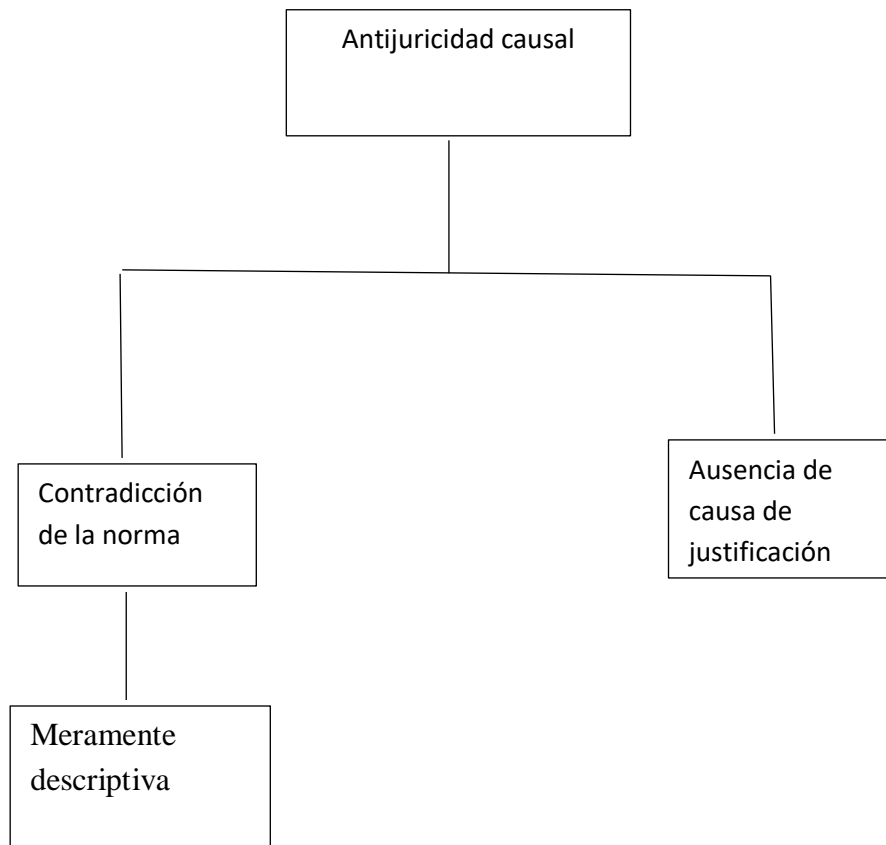 Antijuricidad causal
Contradicción
de la norma
Ausencia de
causa de
justificación
Meramente
descriptiva